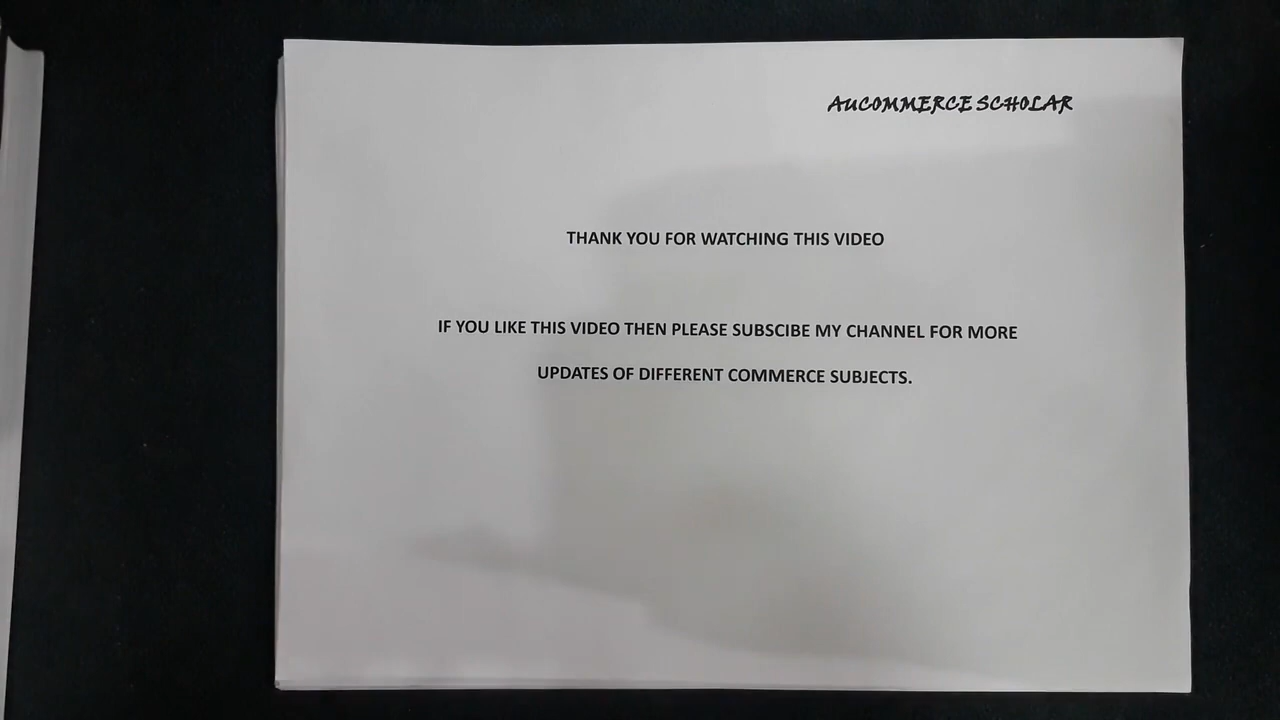 AUCOMMERCE SCHOLAR
THANK YOU FOR WATCHING THIS VIDEO
IF YOU LIKE THIS VIDEO THEN PLEASE SUBSCIBE MY CHANNEL FOR MORE
UPDATES OF DIFFERENT COMMERCE SUBJECTS.